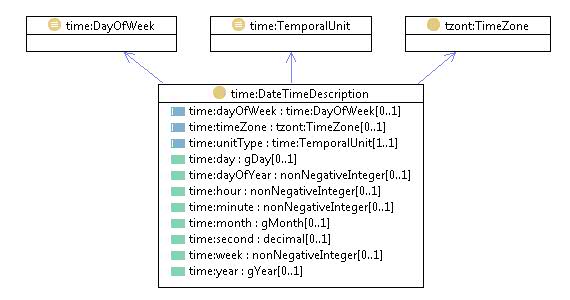 time:DayOfWeek
time:TemporalUnit
tzont:TimeZone
time:DateTimeDescription
time:dayOfWeek : time:DayOfWeek[0..1]
time:timeZone : tzont:TimeZone[0..1]
time:unitType : time:TemporalUnit[1..1]
time:day : gDay[0..1]
time:dayOfYear : nonNegativeInteger[0..1]
time:hour : nonNegativeInteger[0..1]
time:minute : nonNegativeInteger[0..1]
time:month : gMonth[0..1]
time:second : decimal[0..1]
time:week : nonNegativeInteger[0..1]
time:year : gYear[0..1]